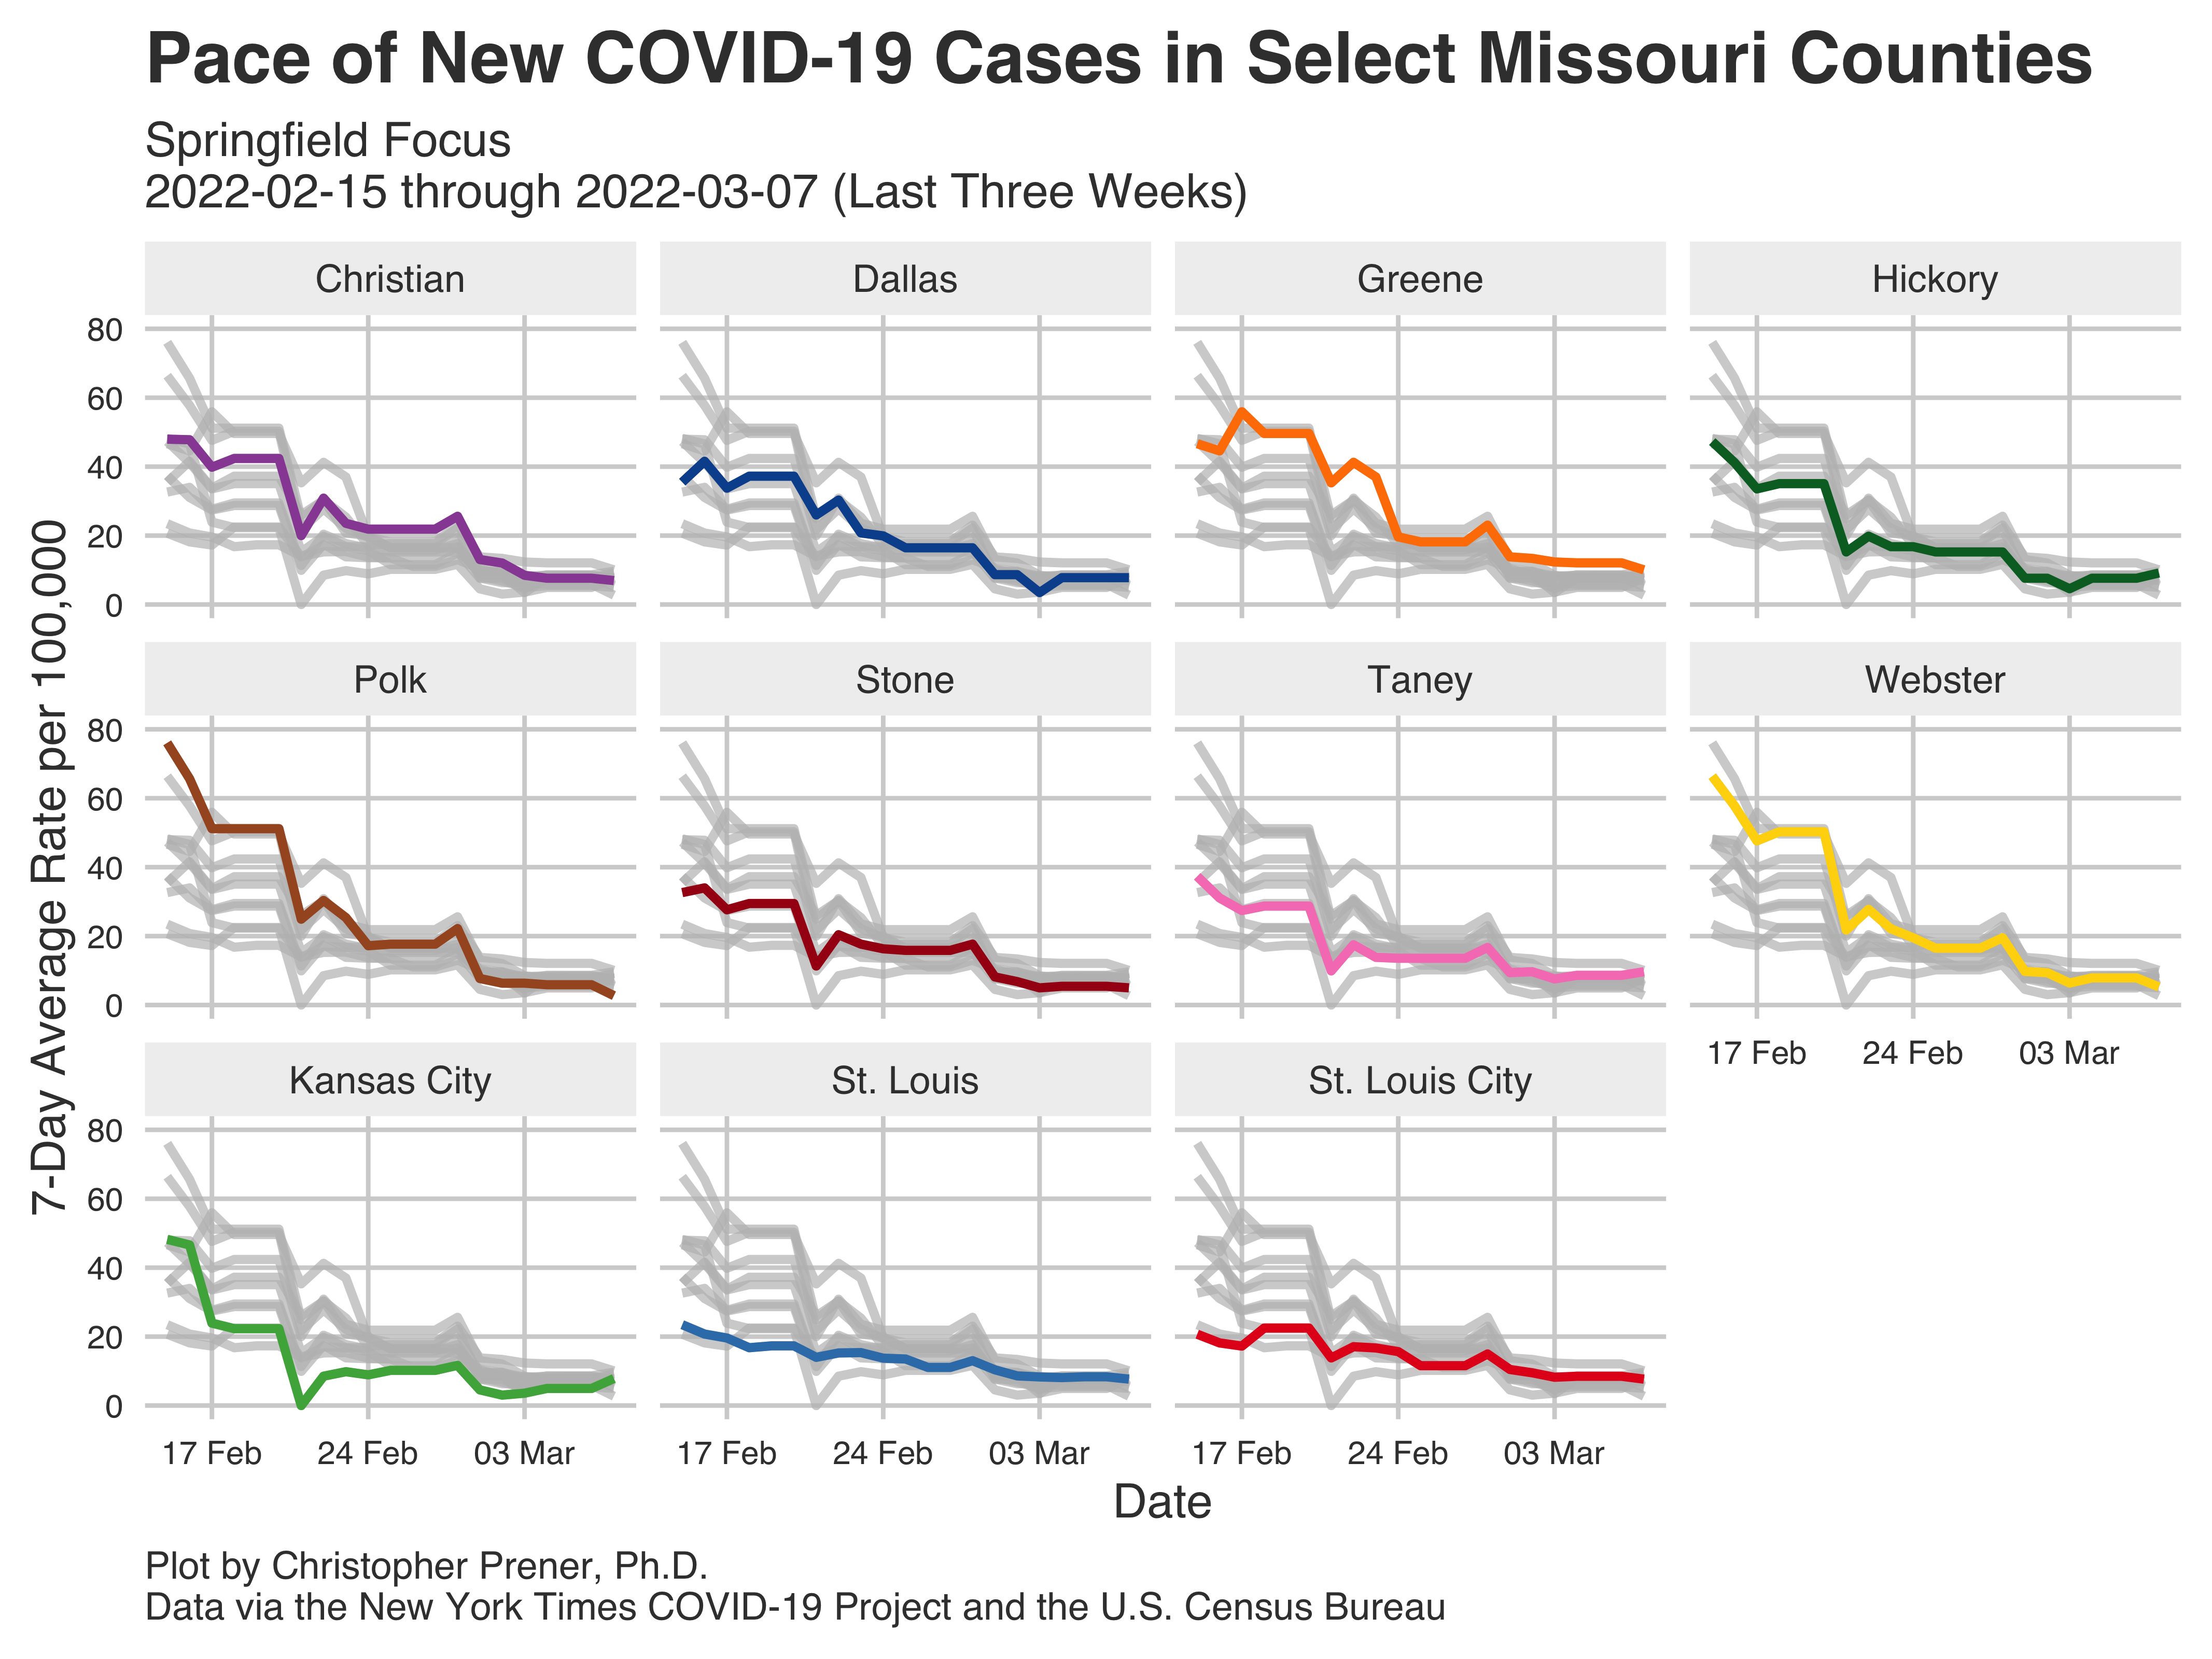 Pace of New COVID-19 Cases in Select Missouri Counties
Springfield Focus
2022-02-15 through 2022-03-07 (Last Three Weeks)
7-Day Average Rate per 100,000
Christian
Dallas
Greene
Hickory
80
60
40
20
0
Polk
Stone
Taney
Webster
80
60
40
20
0
17 Feb
24 Feb
03 Mar
Kansas City
St. Louis
St. Louis City
80
60
40
20
0
17 Feb
24 Feb
03 Mar
17 Feb
24 Feb
03 Mar
17 Feb
24 Feb
03 Mar
Date
Plot by Christopher Prener, Ph.D.
Data via the New York Times COVID-19 Project and the U.S. Census Bureau